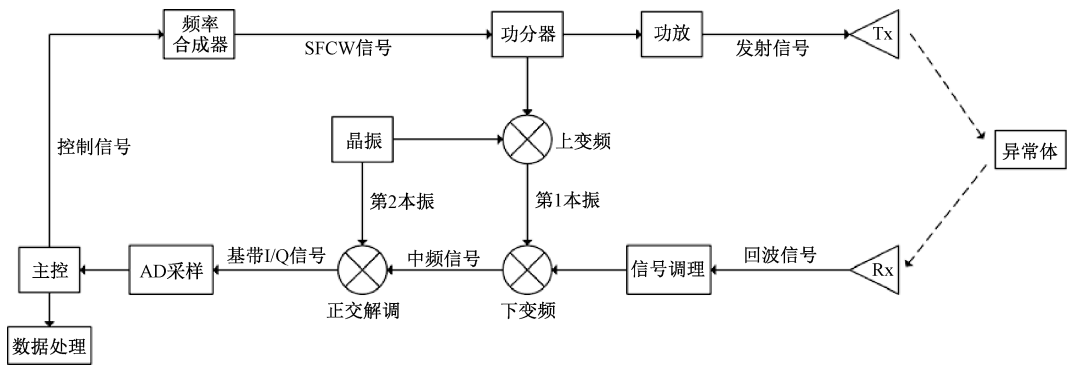 频率
合成器
SFCW信号
功分器
功放
发射信号
Tx
控制信号
晶振
上变频
异常体
第2本振
第1本振
主控
AD采样
基带I/Q信号
正交解调
中频信号
下变频
信号调理
回波信号
Rx
数据处理